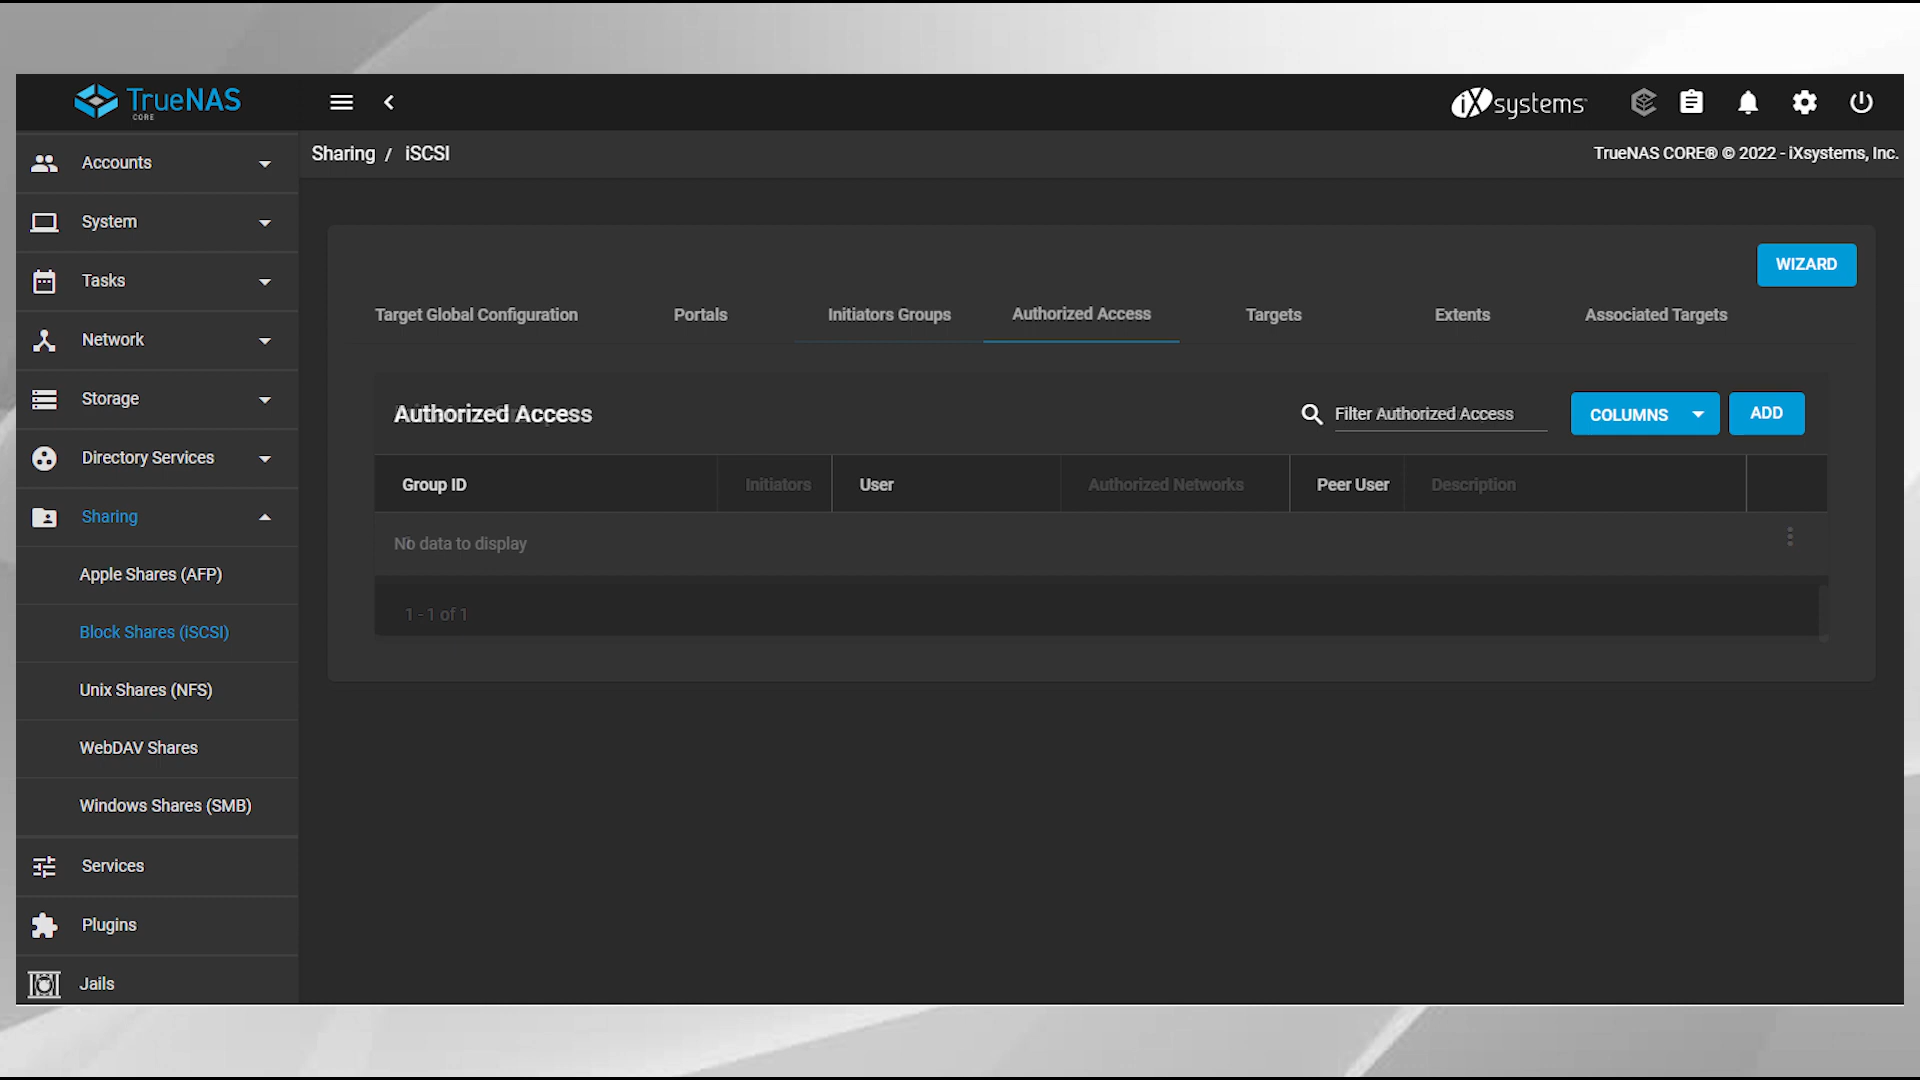 TrueNAS
CORE
iXsystems
Sharing / iSCSI
TrueNAS CORE® © 2022 - iXsystems, Inc.
Accounts
System
Tasks
Network
Storage
Directory Services
Sharing
Apple Shares (AFP)
Block Shares (iSCSI)
Unix Shares (NFS)
WebDAV Shares
Windows Shares (SMB)
Services
Plugins
Jails
WIZARD
Target Global Configuration
Portals
Initiators Groups
Authorized Access
Targets
Extents
Associated Targets
Authorized Access
Filter Authorized Access
COLUMNS
ADD
Group ID
Initiators
User
Authorized Networks
Peer User
Description
No data to display
1 - 1 of 1